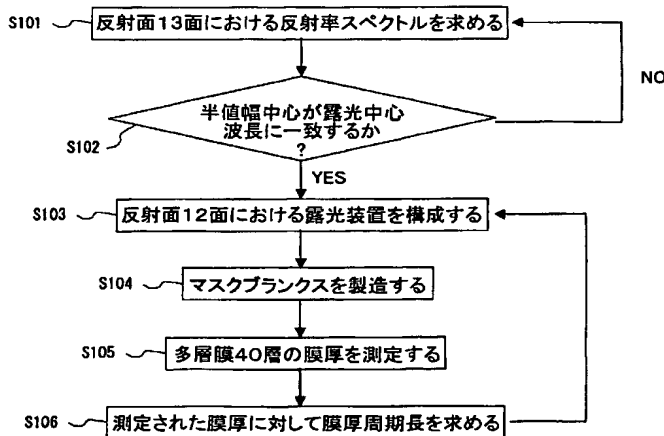 S101
反射面13面における反射率スペクトルを求める
NO
半値幅中心が露光中心
波長に一致するか
?
S102
YES
S103
反射面12面における露光装置を構成する
S104
マスクブランクスを製造する
S105
多層膜40層の膜厚を測定する
S106
測定された膜厚に対して膜厚周期長を求める